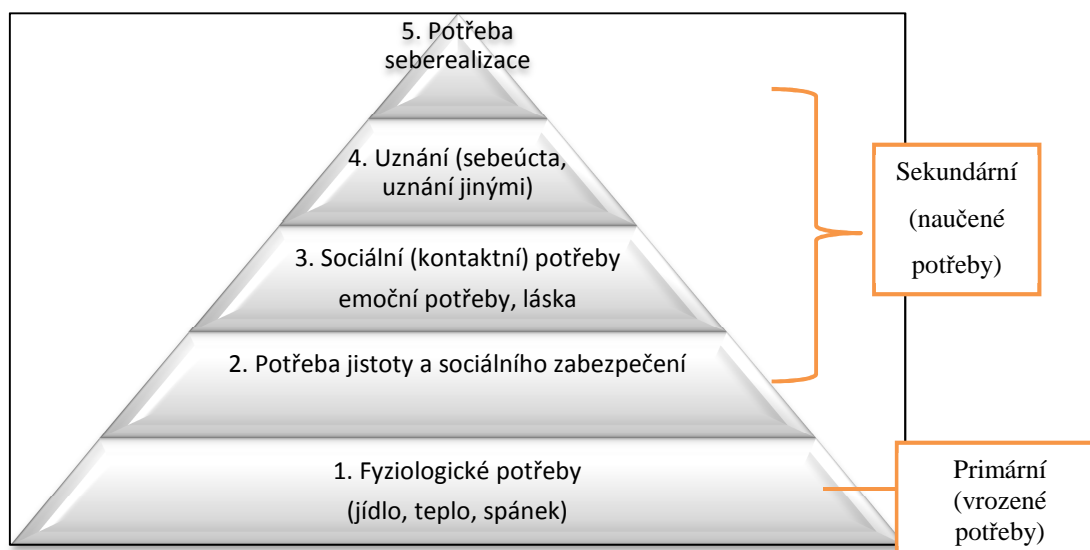 5. Potřeba
seberealizace
4. Uznání (sebeúcta,
uznání jinými)
3. Sociální (kontaktní) potřeby
emoční potřeby, láska
2. Potřeba jistoty a sociálního zabezpečení
1. Fyziologické potřeby
(jídlo, teplo, spánek)
Sekundární
(naučené
potřeby)
Primární
(vrozené
potřeby)